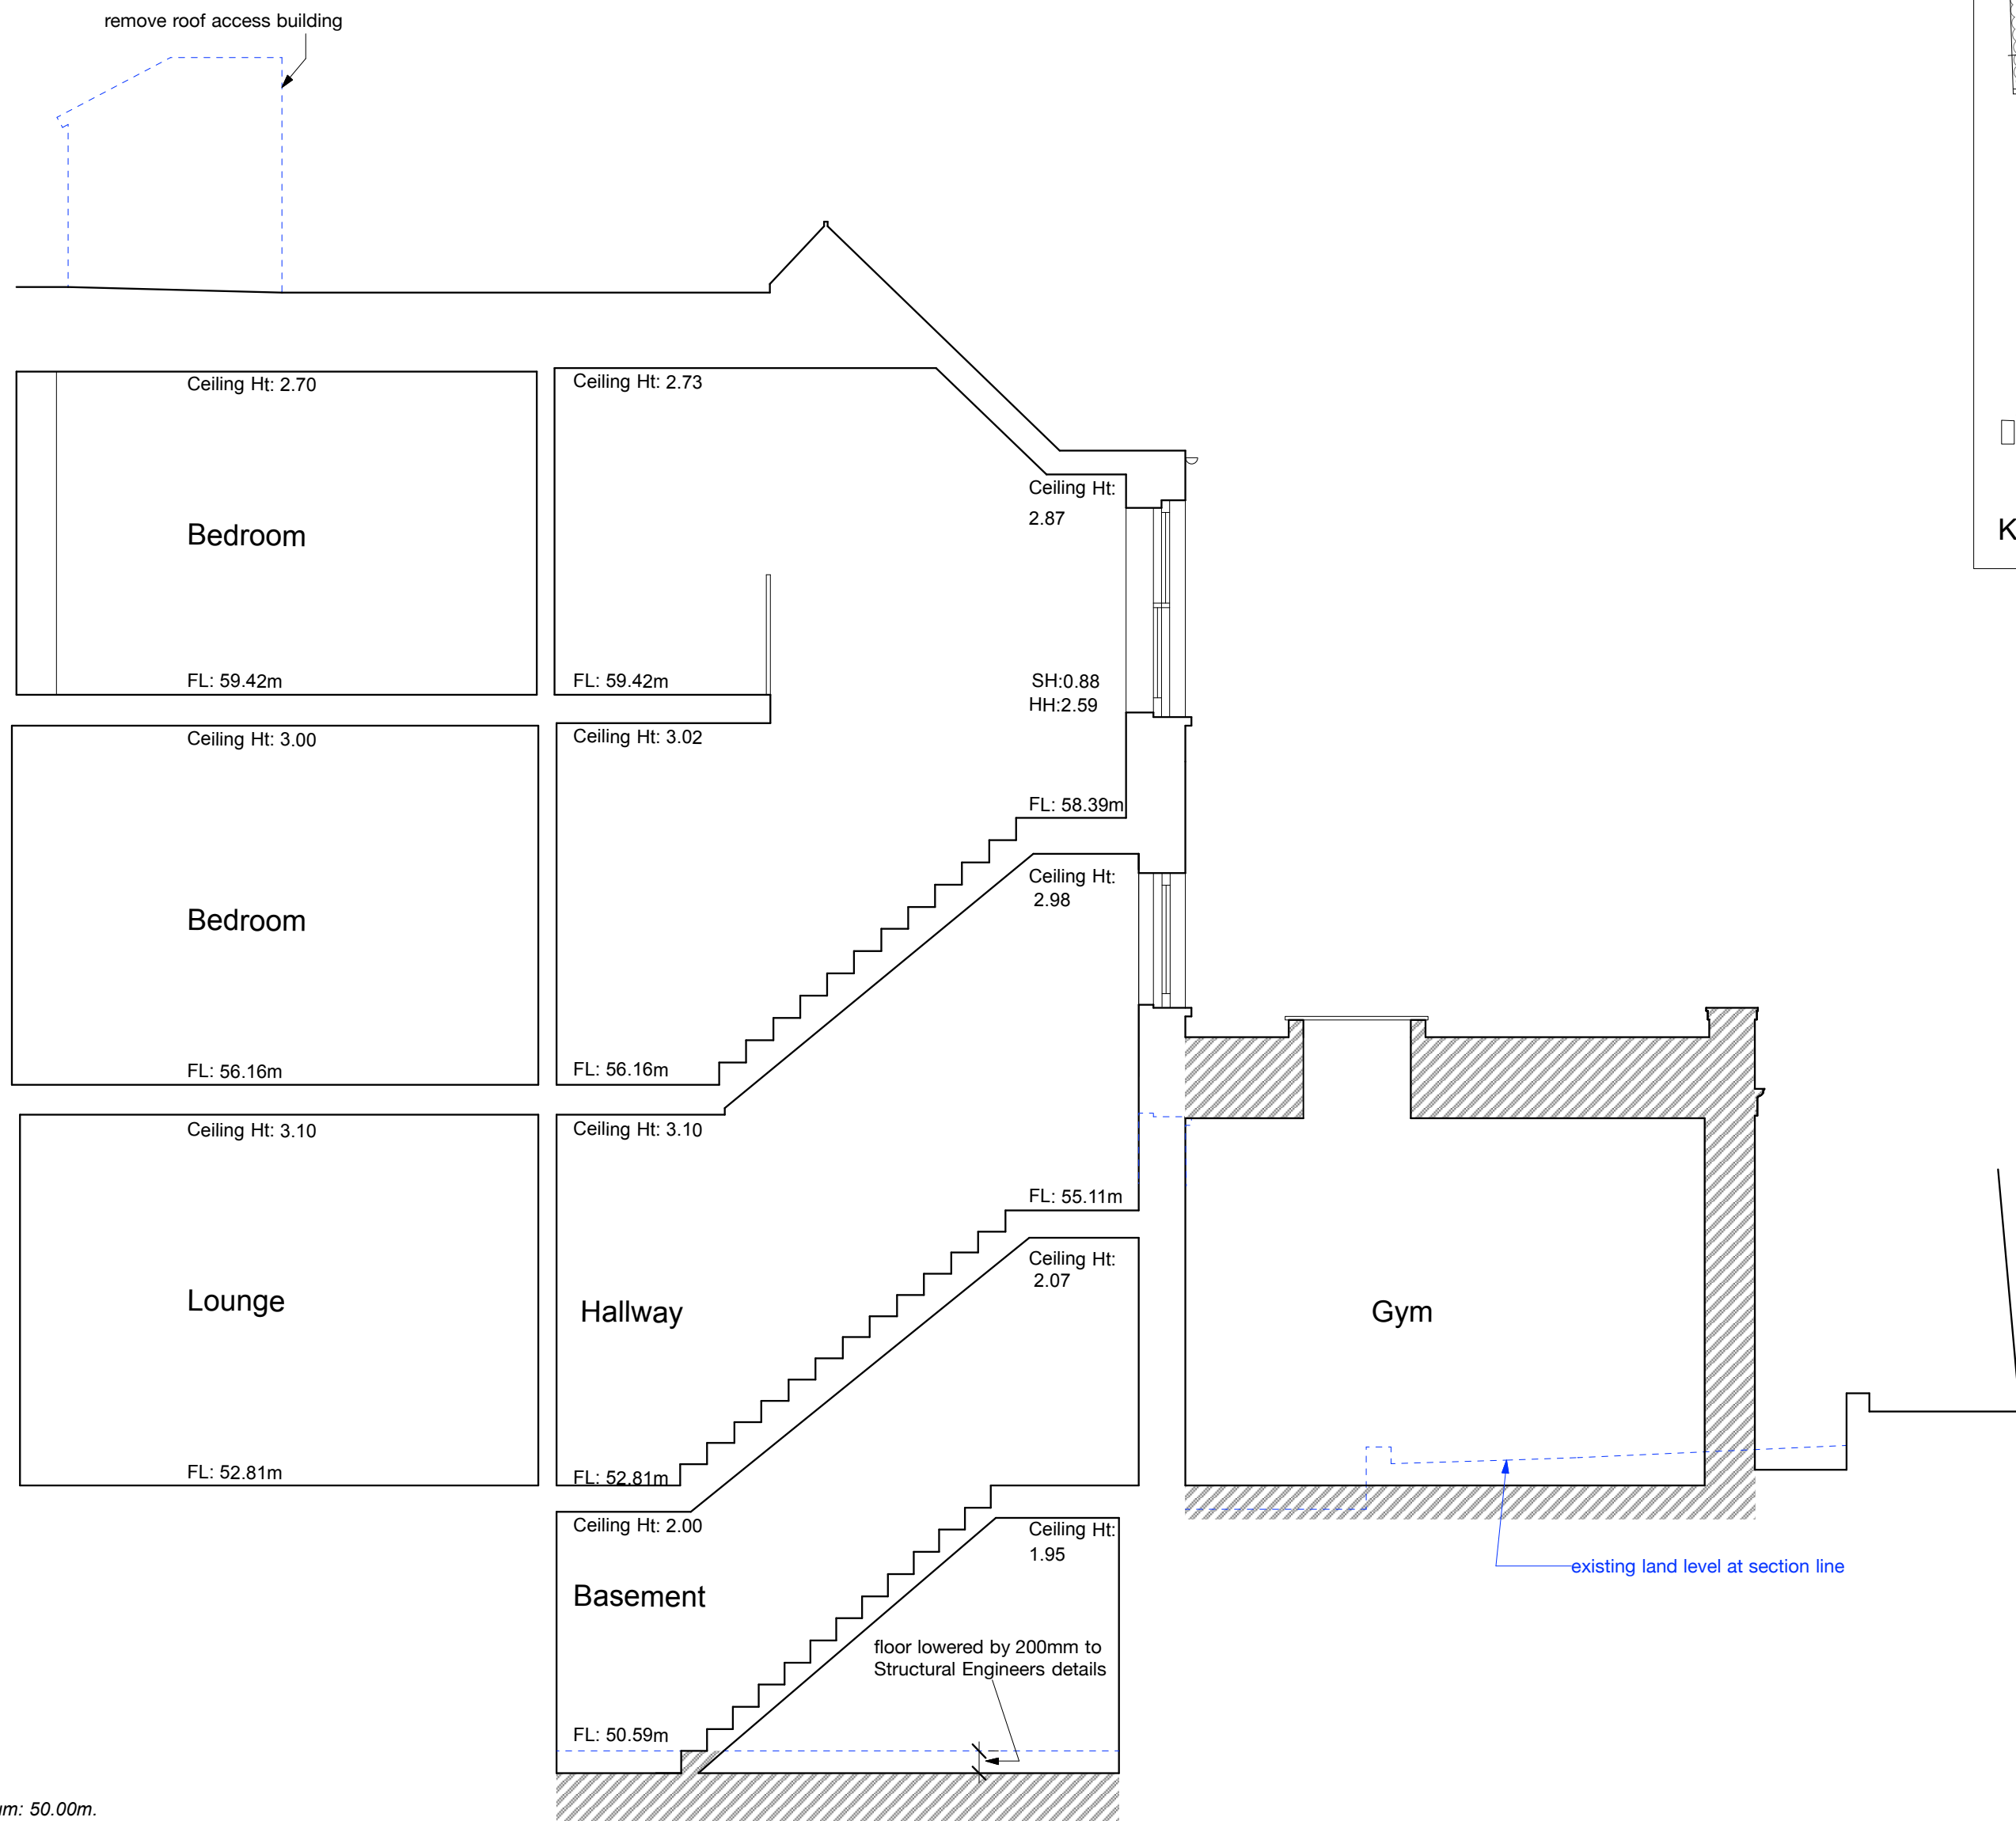 remove roof access building
Ceiling Ht: 2.70
Ceiling Ht: 2.73
Ceiling Ht:
2.87
Bedroom
K
FL: 59.42m
FL: 59.42m
SH:0.88
HH:2.59
Ceiling Ht: 3.00
Ceiling Ht: 3.02
FL: 58.39m
Ceiling Ht:
2.98
Bedroom
FL: 56.16m
FL: 56.16m
Ceiling Ht: 3.10
Ceiling Ht: 3.10
FL: 55.11m
Ceiling Ht:
2.07
Lounge
Hallway
Gym
FL: 52.81m
FL: 52.81m
Ceiling Ht: 2.00
Ceiling Ht:
1.95
existing land level at section line
Basement
floor lowered by 200mm to
Structural Engineers details
FL: 50.59m
m: 50.00m.